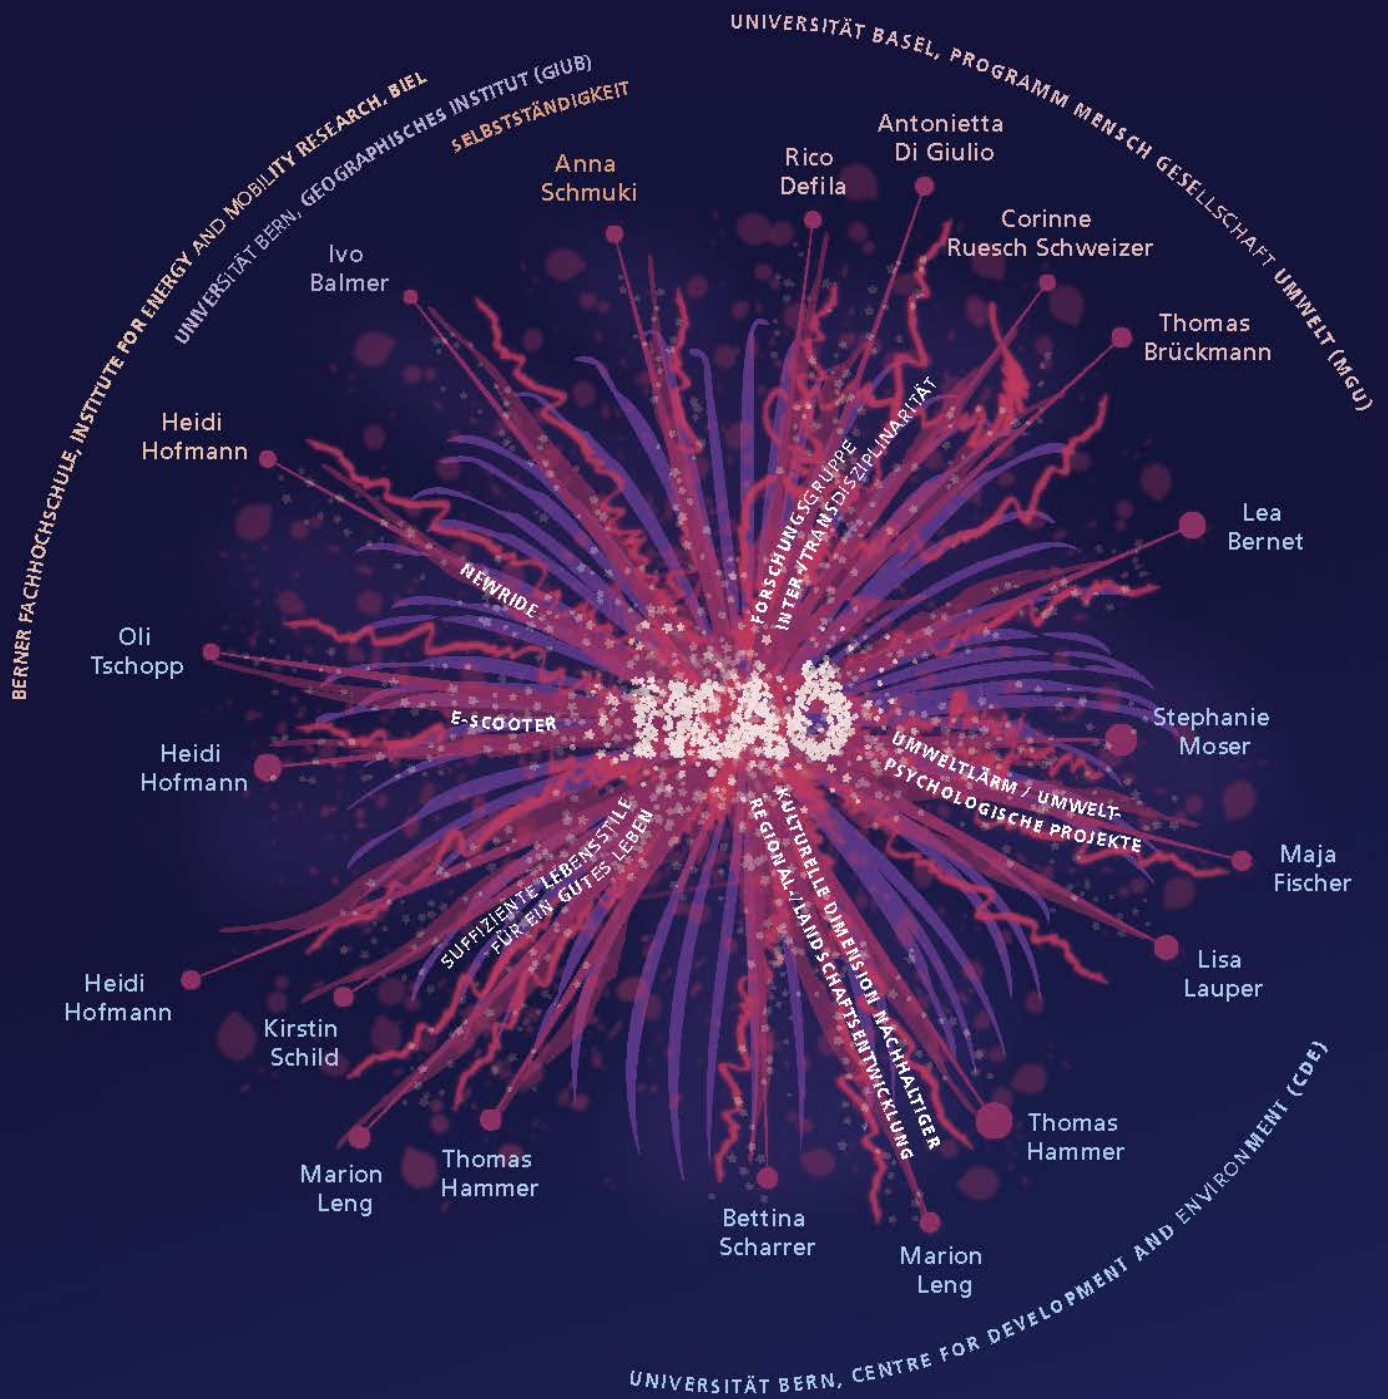 UNIVERSITÄT BASEL, PROGRAMM MENSCH GESELLSCHAFT UMWELT (MGU)
BERNER FACHHOCHSCHULE, INSTITUTE FOR ENERGY AND MOBILITY RESEARCH, BIEL
UNIVERSITÄT BERN, GEOGRAPHISCHES INSTITUT (GIUB)
SELBSTSTÄNDIGKEIT
Antonietta
Di Giulio
Rico
Defila
Anna
Schmuki
Corinne
Ruesch Schweizer
Ivo
Balmer
Thomas
Brückmann
Heidi
Hofmann
Lea
Bernet
FORSCHUNGSGRUPPE
INTER-/TRANSDISZIPLINARITÄT
NEWRIDE
Oli
Tschopp
E-SCOOTER
IKAÖ
Stephanie
Moser
Heidi
Hofmann
UMWELTLÄRM / UMWELT-
PSYCHOLOGISCHE PROJEKTE
SUFFIZIENTE LEBENSSTILE
FÜR EIN GUTES LEBEN
KULTURELLE DIMENSION NACHHALTIGER
REGIONAL-/LANDSCHAFTSENTWICKLUNG
Maja
Fischer
Lisa
Lauper
Heidi
Hofmann
Kirstin
Schild
Thomas
Hammer
Marion
Leng
Thomas
Hammer
Bettina
Scharrer
Marion
Leng
UNIVERSITÄT BERN, CENTRE FOR DEVELOPMENT AND ENVIRONMENT (CDE)